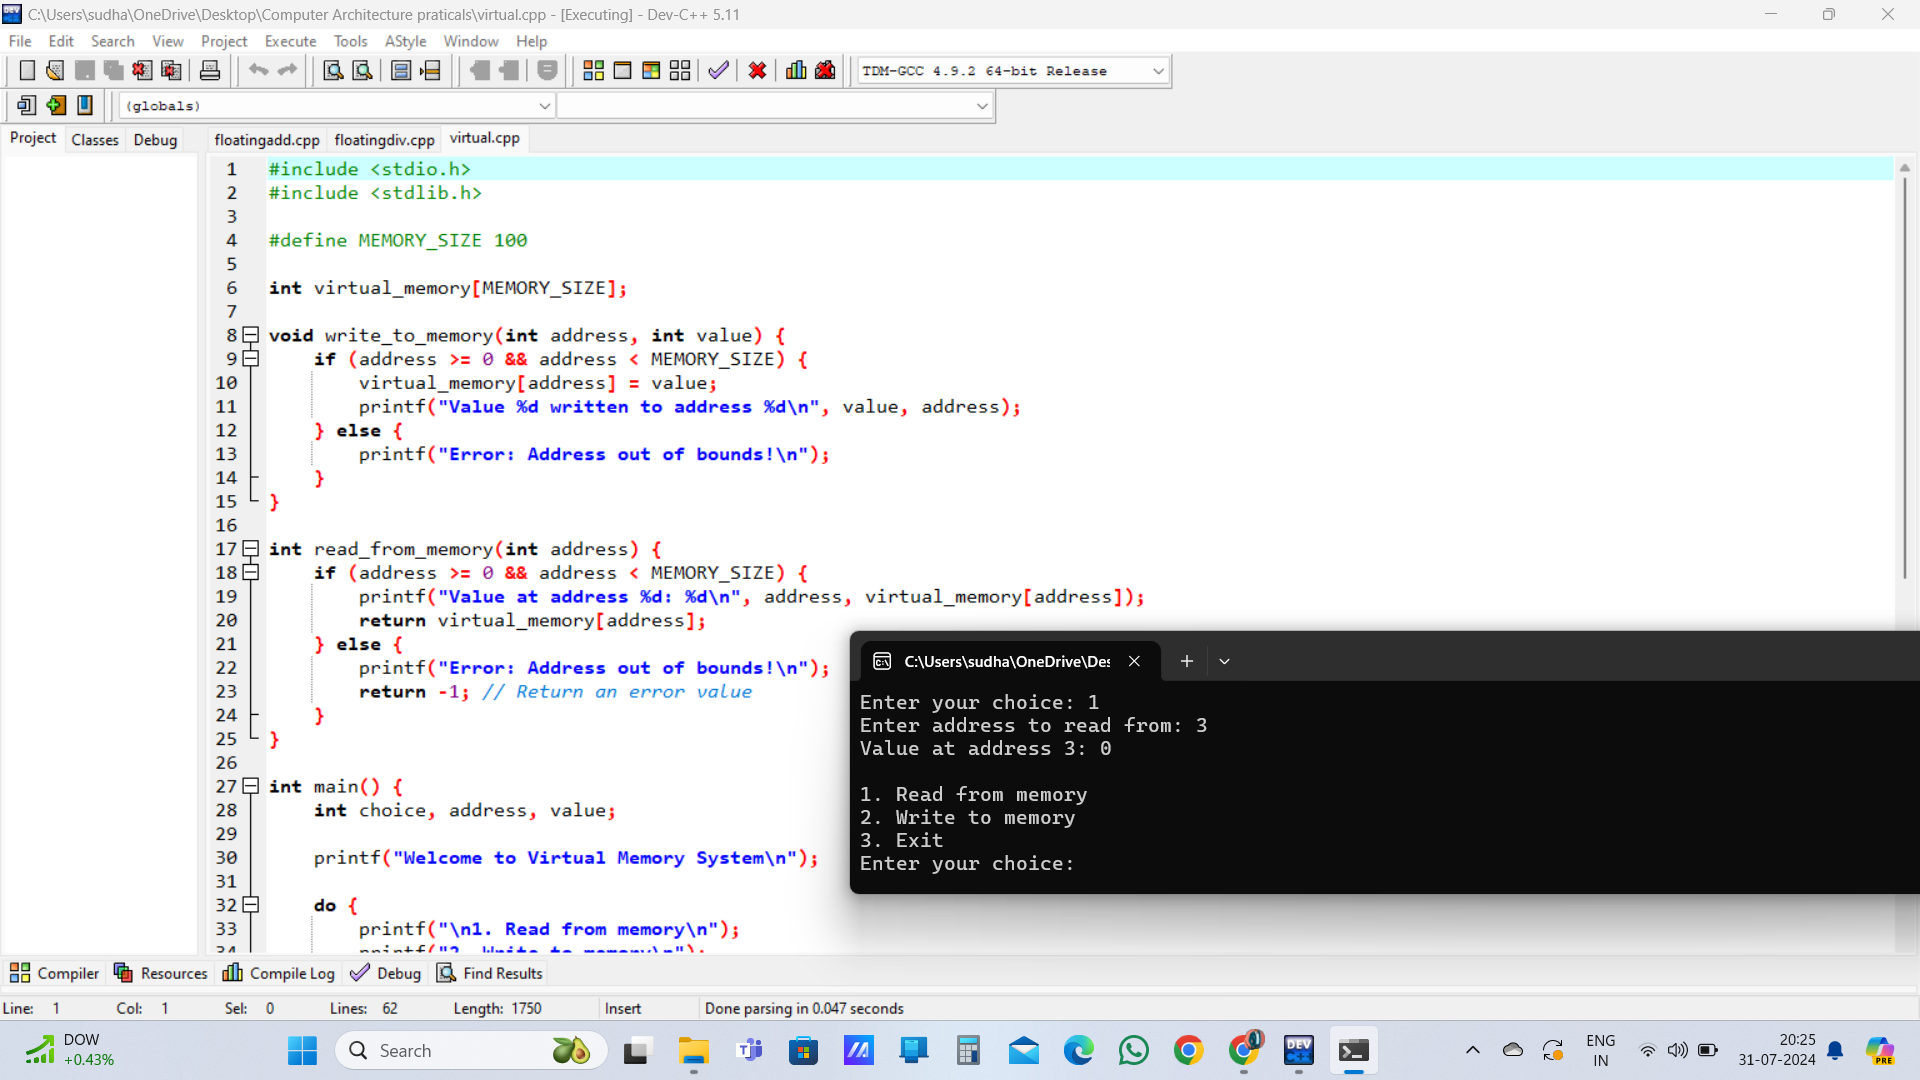 C:\Users\sudha\OneDrive\Desktop\Computer Architecture praticals\virtual.cpp - [Executing] - Dev-C++ 5.11
File Edit Search View Project Execute Tools AStyle Window Help
TDM-GCC 4.9.2 64-bit Release
(globals)
Project Classes Debug floatingadd.cpp floatingdiv.cpp virtual.cpp
1 #include <stdio.h>
2 #include <stdlib.h>
3
4 #define MEMORY_SIZE 100
5
6 int virtual_memory[MEMORY_SIZE];
7
8 void write_to_memory(int address, int value) {
9 if (address >= 0 && address < MEMORY_SIZE) {
10 virtual_memory[address] = value;
11 printf("Value %d written to address %d\n", value, address);
12 } else {
13 printf("Error: Address out of bounds!\n");
14 }
15 }
16
17 int read_from_memory(int address) {
18 if (address >= 0 && address < MEMORY_SIZE) {
19 printf("Value at address %d: %d\n", address, virtual_memory[address]);
20 return virtual_memory[address];
21 } else {
22 printf("Error: Address out of bounds!\n");
23 return -1; // Return an error value
24 }
25 }
26
27 int main() {
28 int choice, address, value;
29
30 printf("Welcome to Virtual Memory System\n");
31
32 do {
33 printf("\n1. Read from memory\n");
34 printf("2. Write to memory\n");
C:\Users\sudha\OneDrive\Des
Enter your choice: 1
Enter address to read from: 3
Value at address 3: 0
1. Read from memory
2. Write to memory
3. Exit
Enter your choice:
Compiler Resources Compile Log Debug Find Results
Line: 1 Col: 1 Sel: 0 Lines: 62 Length: 1750 Insert Done parsing in 0.047 seconds
DOW
+0.43%
Search
DEV
C++
ENG
IN
20:25
31-07-2024
PRE